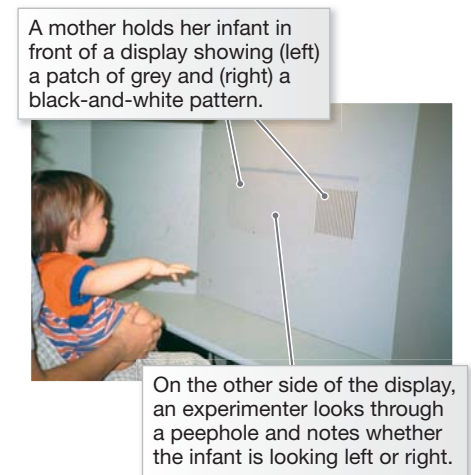 A mother holds her infant in
front of a display showing (left)
a patch of grey and (right) a
black-and-white pattern.
On the other side of the display,
an experimenter looks through
a peephole and notes whether
the infant is looking left or right.